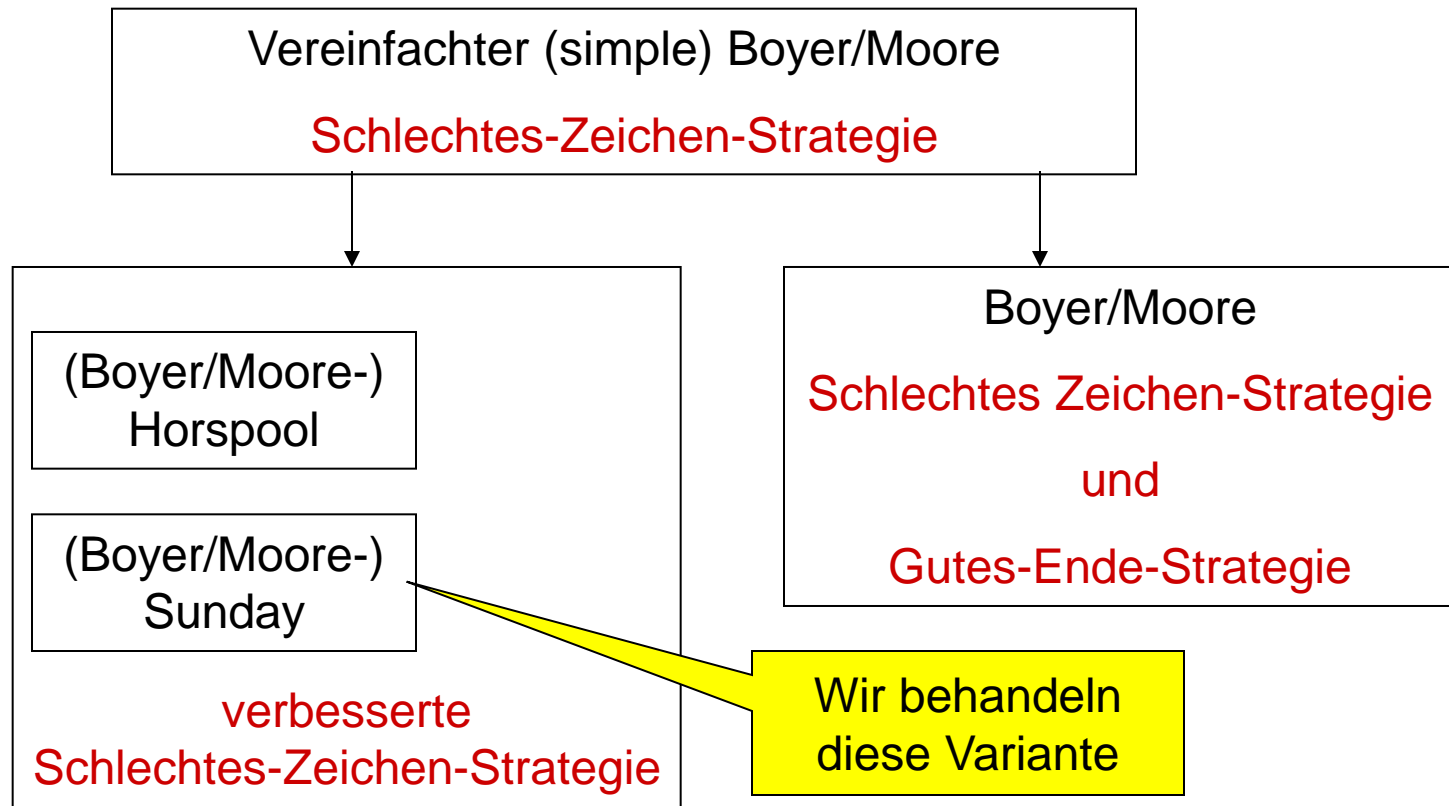 Vereinfachter (simple) Boyer/Moore
Schlechtes-Zeichen-Strategie
(Boyer/Moore-)
Horspool
(Boyer/Moore-)
Sunday
verbesserte
Schlechtes-Zeichen-Strategie
Boyer/Moore
Schlechtes Zeichen-Strategie
und
Gutes-Ende-Strategie
Wir behandeln
diese Variante